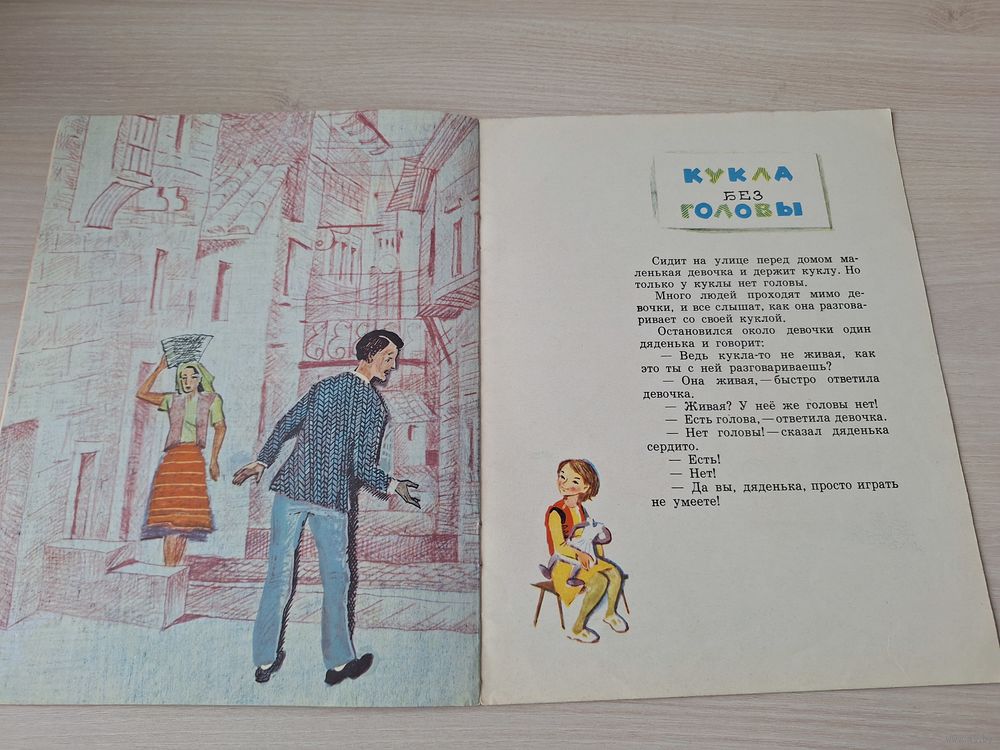 КУКЛА
БЕЗ
ГОЛОВЫ
Сидит на улице перед домом ма-
ленькая девочка и держит куклу. Но
только у куклы нет головы.
Много людей проходят мимо де-
вочки, и все слышат, как она разгова-
ривает со своей куклой.
Остановился около девочки один
дяденька и говорит:
— Ведь кукла-то не живая, как
это ты с ней разговариваешь?
— Она живая, — быстро ответила
девочка.
— Живая? У неё же головы нет!
— Есть голова, — ответила девочка.
— Нет головы! — сказал дяденька
сердито.
— Есть!
— Нет!
— Да вы, дяденька, просто играть
не умеете!